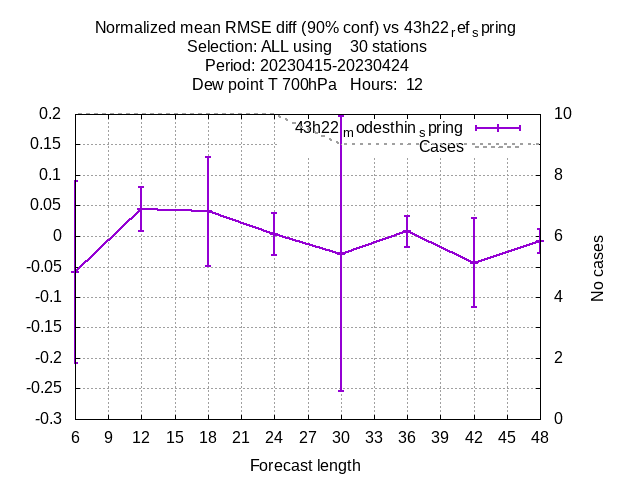 Normalized mean RMSE diff (90% conf) vs 43h22refspring
Selection: ALL using 30 stations
Period: 20230415-20230424
Dew point T 700hPa Hours: 12
43h22modesthinspring
Cases
0.2
0.15
0.1
0.05
0
-0.05
-0.1
-0.15
-0.2
-0.25
-0.3
10
8
6
4
2
0
No cases
6 9 12 15 18 21 24 27 30 33 36 39 42 45 48
Forecast length